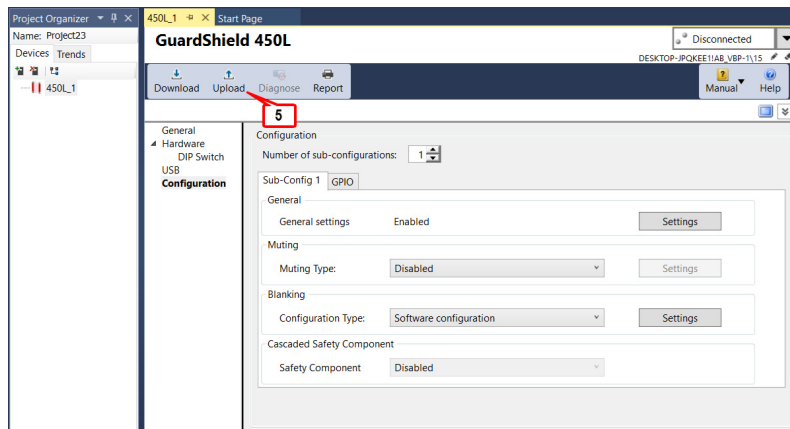 Project Organizer
Name: Project23
Devices Trends
450L_1
450L_1 Start Page
GuardShield 450L
Disconnected
DESKTOP-JPQKEE1!AB_VBP-1\15
Download Upload Diagnose Report
Manual Help
5
General
Hardware
DIP Switch
USB
Configuration
Configuration
Number of sub-configurations: 1
Sub-Config 1 GPIO
General
General settings Enabled Settings
Muting
Muting Type: Disabled Settings
Blanking
Configuration Type: Software configuration Settings
Cascaded Safety Component
Safety Component Disabled